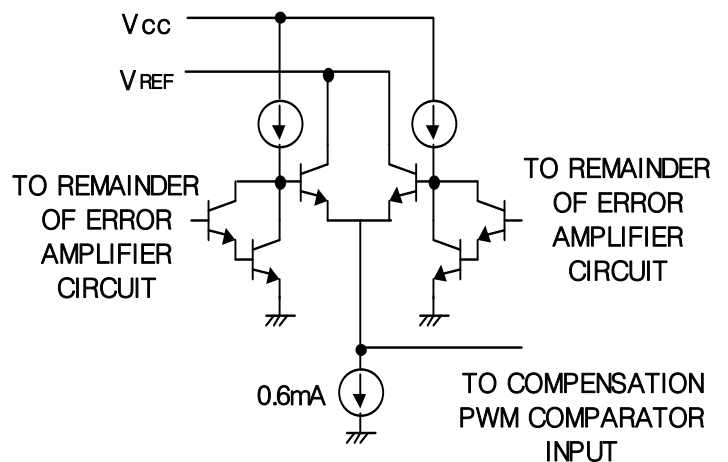 Vcc
VREF
TO REMAINDER
OF ERROR
AMPLIFIER
CIRCUIT
TO REMAINDER
OF ERROR
AMPLIFIER
CIRCUIT
0.6mA
TO COMPENSATION
PWM COMPARATOR
INPUT